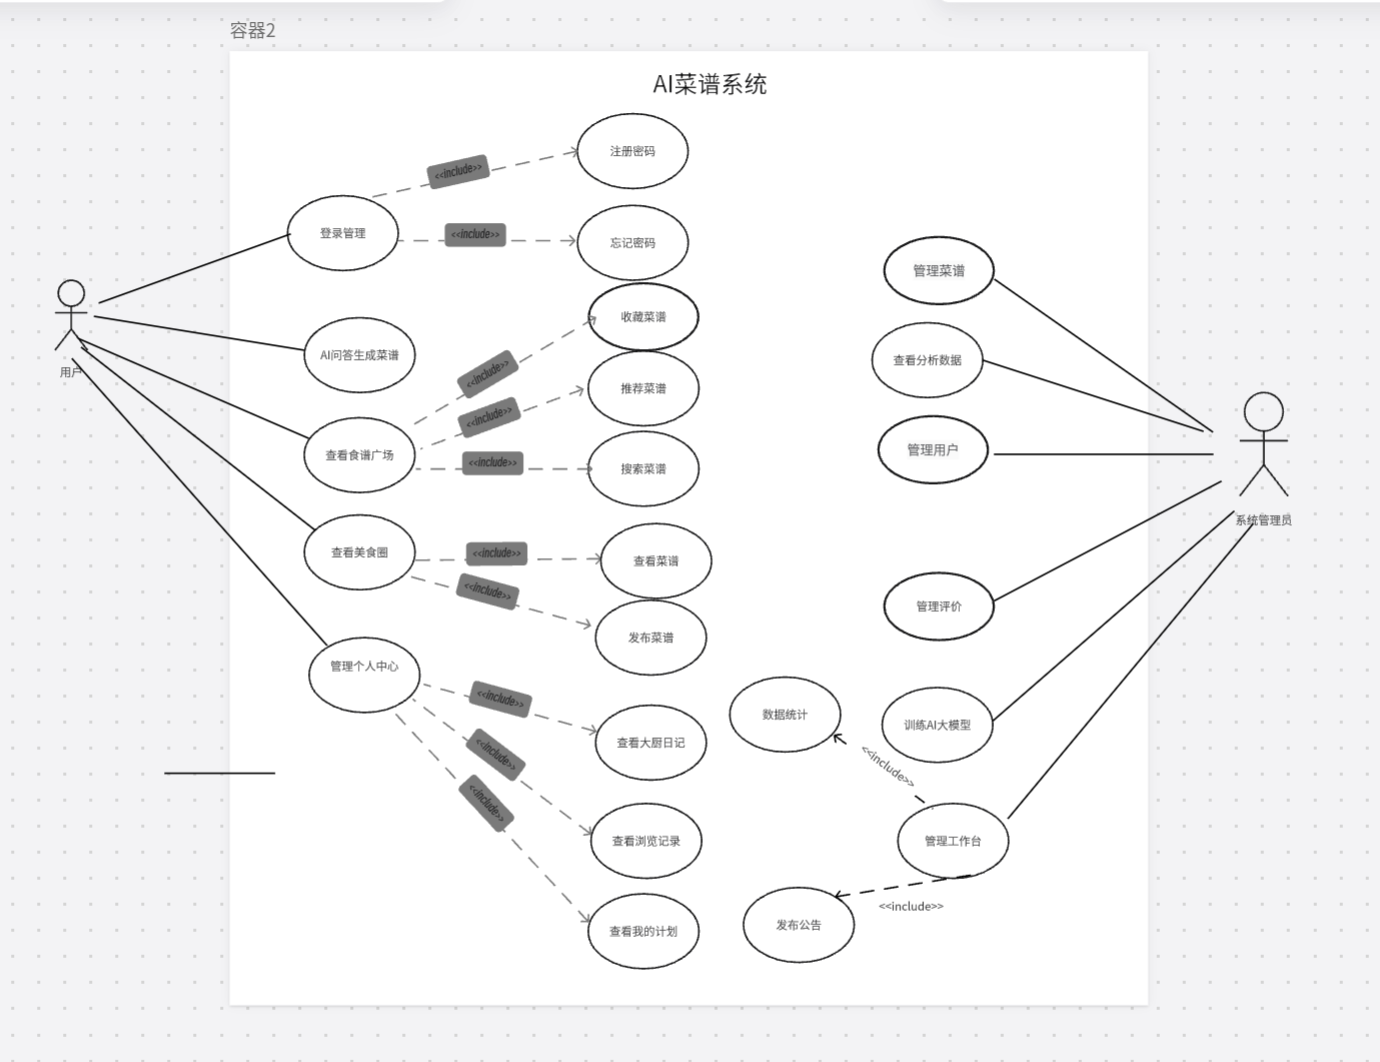 容器2
AI菜谱系统
注册密码
<<include>>
登录管理
<<include>>
忘记密码
管理菜谱
收藏菜谱
AI问答生成菜谱
查看分析数据
用户
<<include>>
推荐菜谱
<<include>>
查看食谱广场
<<include>>
搜索菜谱
管理用户
系统管理员
查看美食圈
<<include>>
查看菜谱
<<include>>
发布菜谱
管理评价
管理个人中心
<<include>>
数据统计
训练AI大模型
查看大厨日记
<<include>>
<<include>>
<<include>>
查看浏览记录
管理工作台
<<include>>
发布公告
查看我的计划